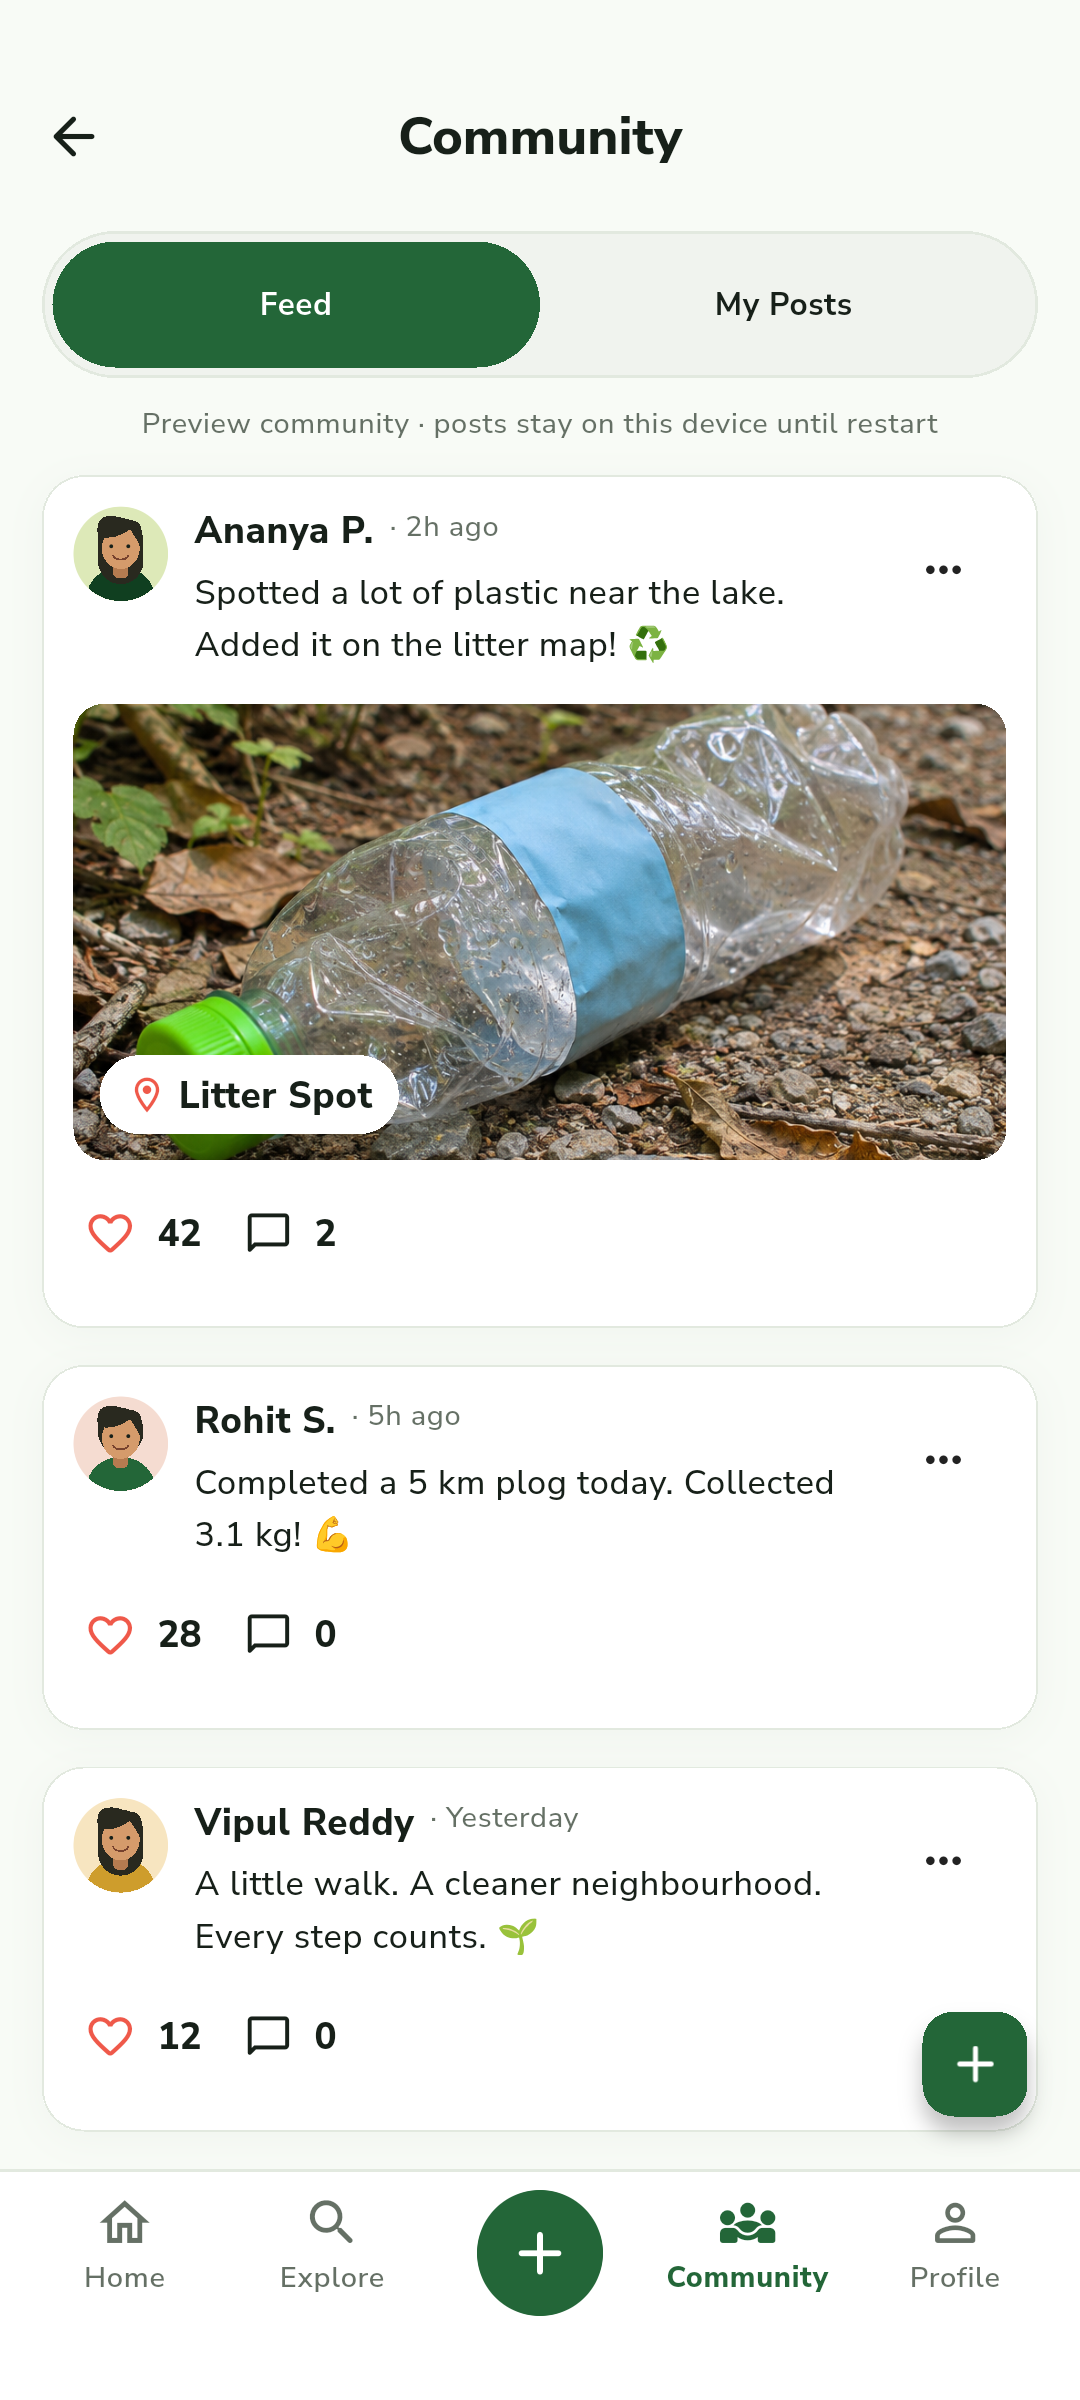 Community
Feed
My Posts
Preview community · posts stay on this device until restart
Ananya P. · 2h ago
Spotted a lot of plastic near the lake.
Added it on the litter map! ♻️
Litter Spot
42
2
Rohit S. · 5h ago
Completed a 5 km plog today. Collected
3.1 kg! 💪
28
0
Vipul Reddy · Yesterday
A little walk. A cleaner neighbourhood.
Every step counts. 🌱
12
0
Home
Explore
Community
Profile